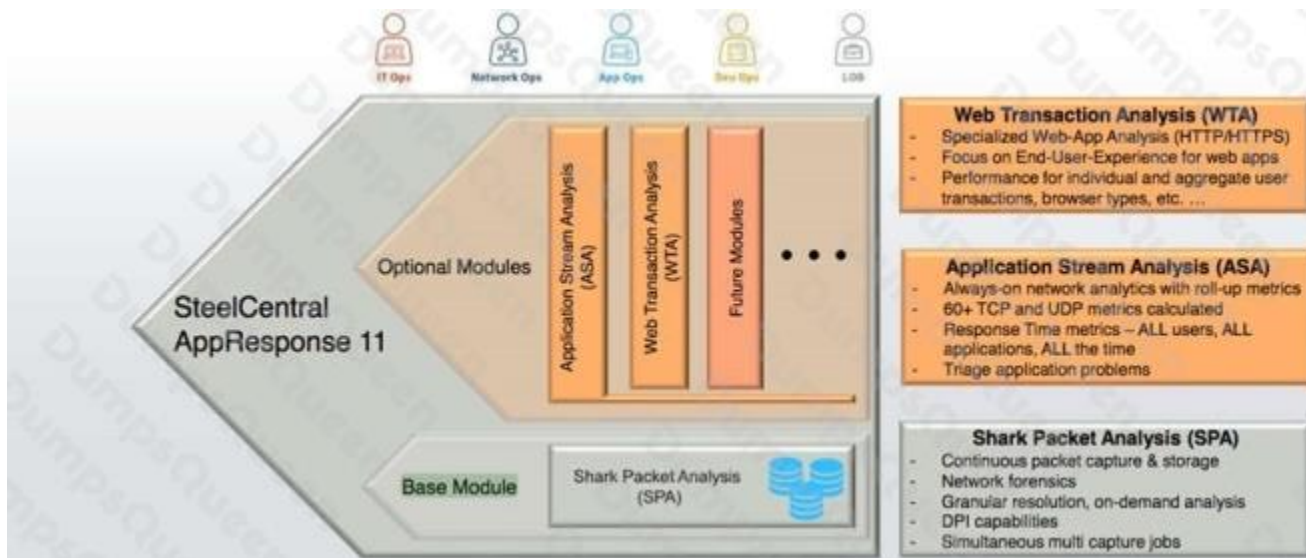 IT Ops
Network Ops
App Ops
Dev Ops
LOB
SteelCentral
AppResponse 11
Optional Modules
Application Stream Analysis
(ASA)
Web Transaction Analysis
(WTA)
Future Modules
• • •
Base Module
Shark Packet Analysis
(SPA)
Web Transaction Analysis (WTA)
- Specialized Web-App Analysis (HTTP/HTTPS)
- Focus on End-User-Experience for web apps
- Performance for individual and aggregate user
transactions, browser types, etc. …
Application Stream Analysis (ASA)
- Always-on network analytics with roll-up metrics
- 60+ TCP and UDP metrics calculated
- Response Time metrics – ALL users, ALL
applications, ALL the time
- Triage application problems
Shark Packet Analysis (SPA)
- Continuous packet capture & storage
- Network forensics
- Granular resolution, on-demand analysis
- DPI capabilities
- Simultaneous multi capture jobs
DumpsQueen